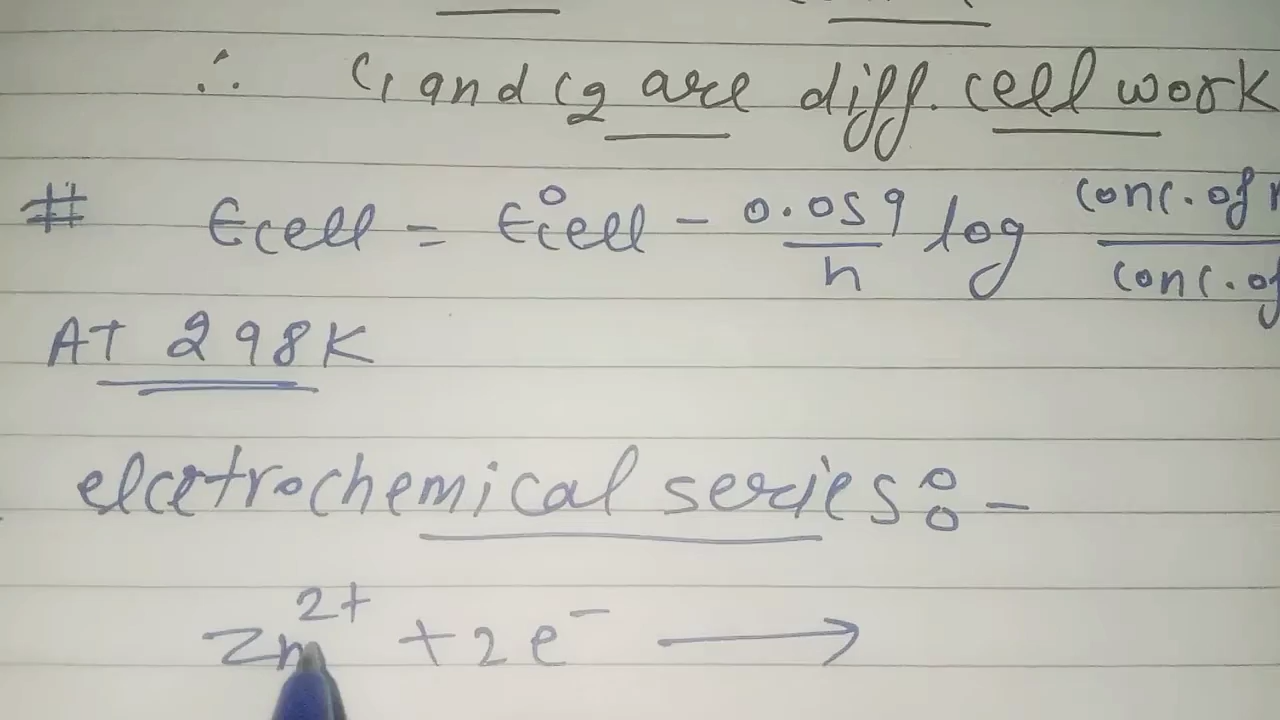 ∴ C1 and C2 are diff. cell work
# Ecell = E°cell - 0.059/n log conc. of / conc. of
AT 298K
elcetrochemical series:-
Zn²⁺ + 2e⁻ ⟶